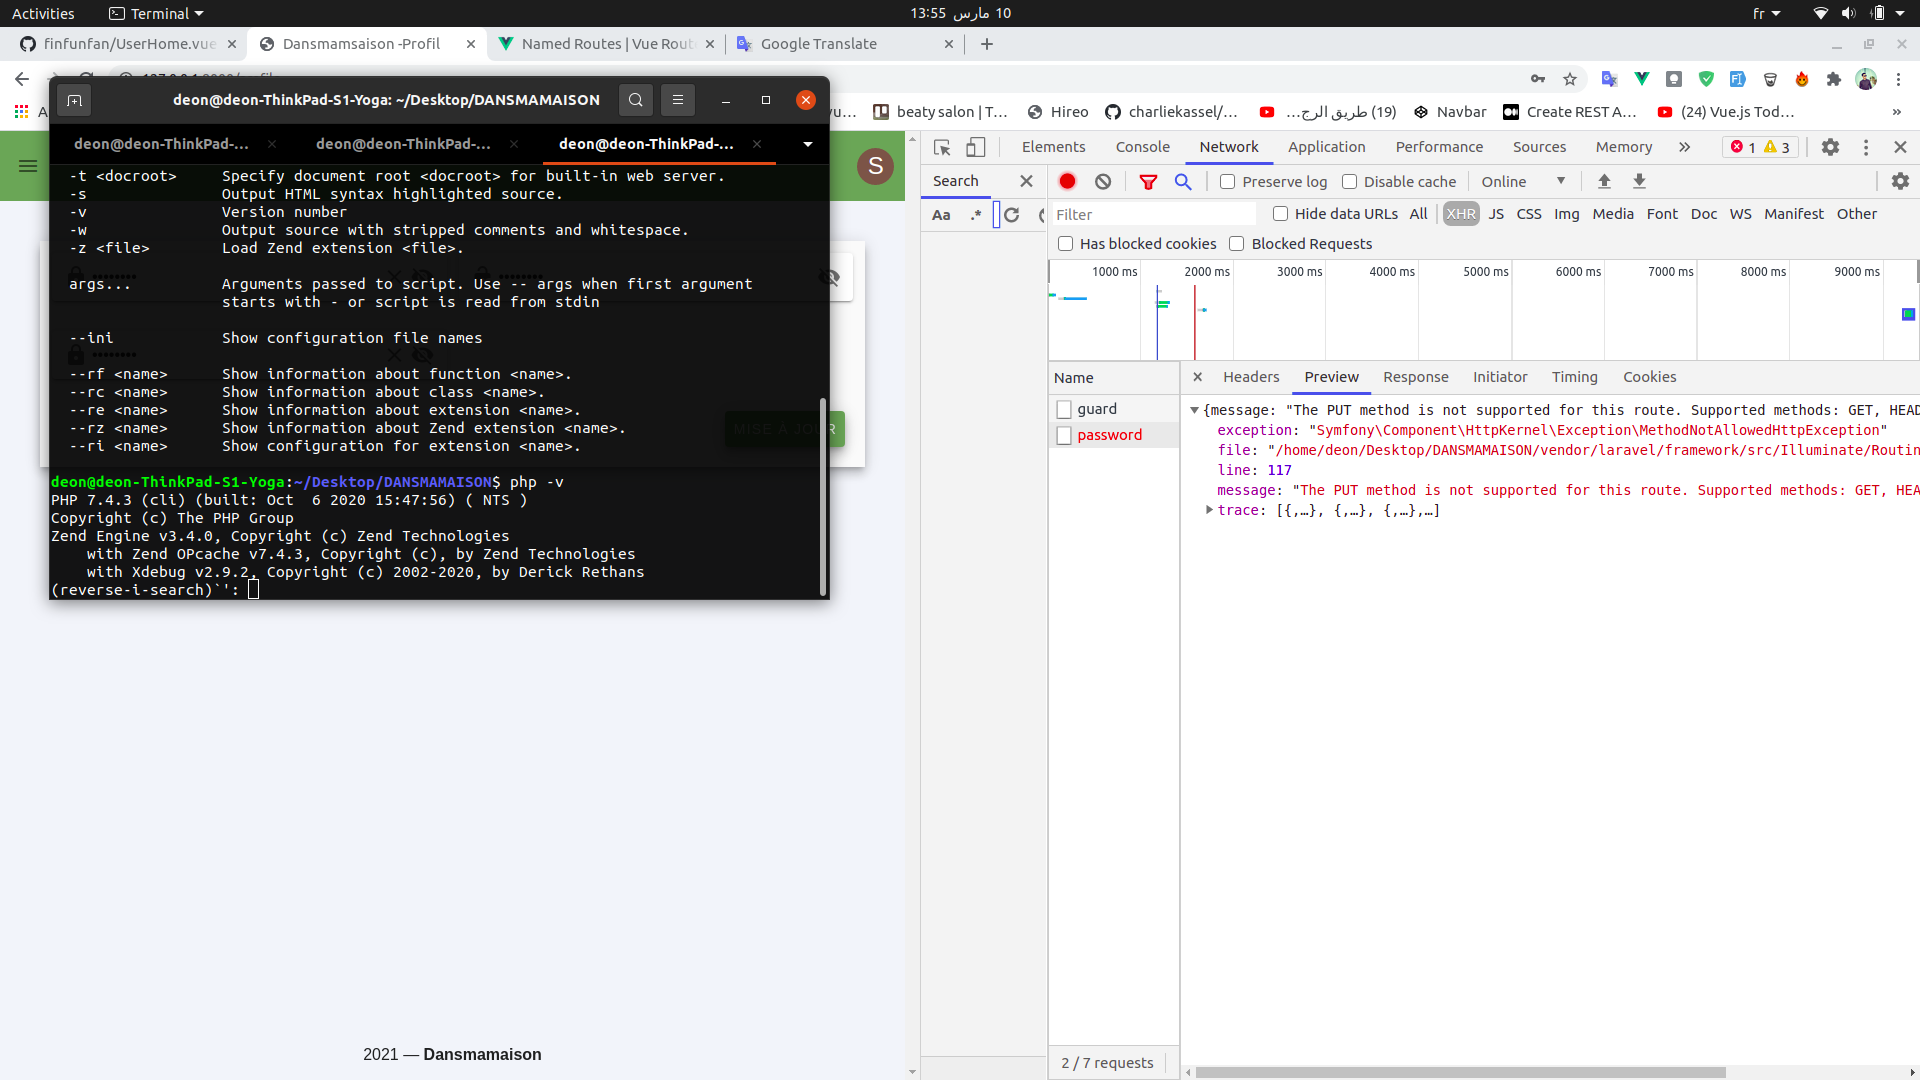 Activities
Terminal
13:55 10 مارس
fr
finfunfan/UserHome.vue
Dansmamsaison -Profil
Named Routes | Vue Rout
Google Translate
deon@deon-ThinkPad-S1-Yoga: ~/Desktop/DANSMAMAISON
beaty salon | T…
Hireo
charliekassel/…
(19) طريق الرح…
Navbar
Create REST A…
(24) Vue.js Tod…
»
deon@deon-ThinkPad-…
deon@deon-ThinkPad-…
deon@deon-ThinkPad-…
S
-t <docroot> Specify document root <docroot> for built-in web server.
-s Output HTML syntax highlighted source.
-v Version number
-w Output source with stripped comments and whitespace.
-z <file> Load Zend extension <file>.
args... Arguments passed to script. Use -- args when first argument
starts with - or script is read from stdin
--ini Show configuration file names
--rf <name> Show information about function <name>.
--rc <name> Show information about class <name>.
--re <name> Show information about extension <name>.
--rz <name> Show information about Zend extension <name>.
--ri <name> Show configuration for extension <name>.
MISE À JOUR
deon@deon-ThinkPad-S1-Yoga:~/Desktop/DANSMAMAISON$ php -v
PHP 7.4.3 (cli) (built: Oct  6 2020 15:47:56) ( NTS )
Copyright (c) The PHP Group
Zend Engine v3.4.0, Copyright (c) Zend Technologies
with Zend OPcache v7.4.3, Copyright (c), by Zend Technologies
with Xdebug v2.9.2, Copyright (c) 2002-2020, by Derick Rethans
(reverse-i-search)`':
2021 — Dansmamaison
Elements Console Network Application Performance Sources Memory » 1 3
Search
Aa .*
Preserve log Disable cache Online
Filter Hide data URLs All XHR JS CSS Img Media Font Doc WS Manifest Other
Has blocked cookies Blocked Requests
1000 ms 2000 ms 3000 ms 4000 ms 5000 ms 6000 ms 7000 ms 8000 ms 9000 ms
Name
guard
password
Headers Preview Response Initiator Timing Cookies
{message: "The PUT method is not supported for this route. Supported methods: GET, HEAD
exception: "Symfony\Component\HttpKernel\Exception\MethodNotAllowedHttpException"
file: "/home/deon/Desktop/DANSMAMAISON/vendor/laravel/framework/src/Illuminate/Routin
line: 117
message: "The PUT method is not supported for this route. Supported methods: GET, HEA
trace: [{,…}, {,…}, {,…},…]
2 / 7 requests